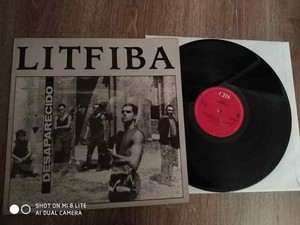 LITFIBA
DESAPARECIDO
CBS
SHOT ON MI 8 LITE
AI DUAL CAMERA